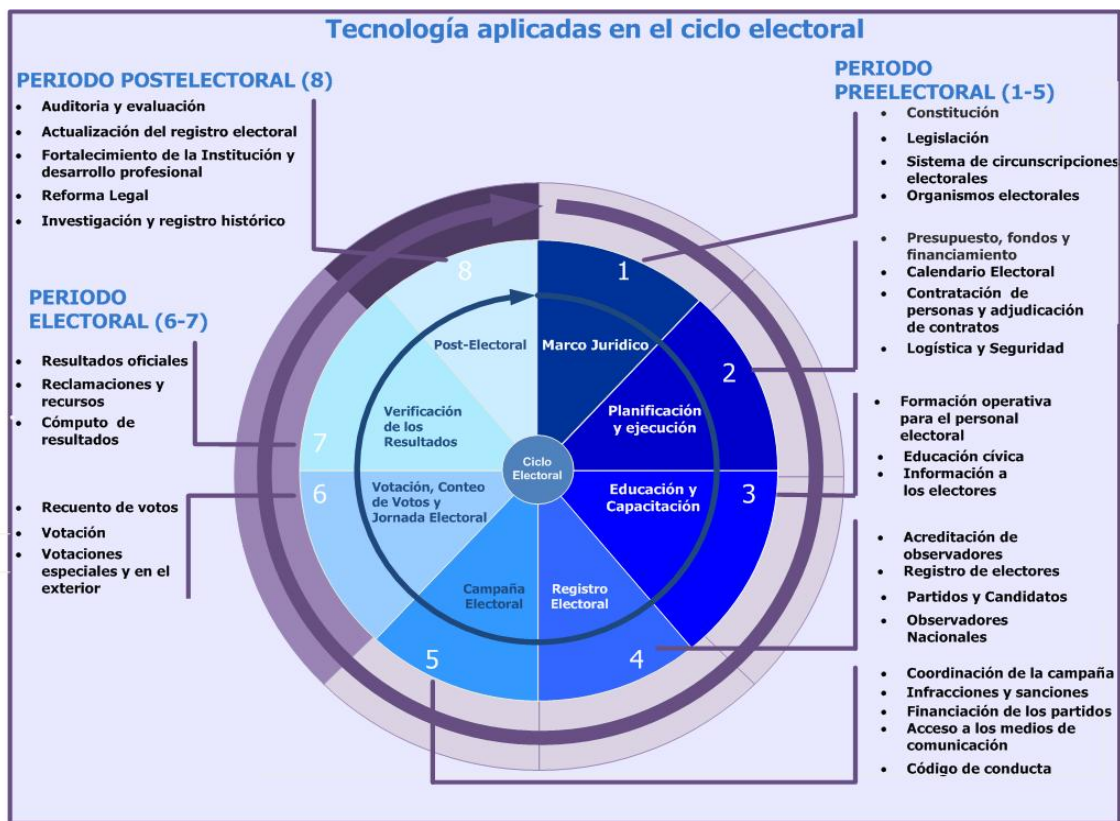 Tecnología aplicadas en el ciclo electoral
PERIODO POSTELECTORAL (8)
• Auditoria y evaluación
• Actualización del registro electoral
• Fortalecimiento de la Institución y
desarrollo profesional
• Reforma Legal
• Investigación y registro histórico
PERIODO
ELECTORAL (6-7)
• Resultados oficiales
• Reclamaciones y
recursos
• Cómputo de
resultados
• Recuento de votos
• Votación
• Votaciones
especiales y en el
exterior
PERIODO
PREELECTORAL (1-5)
• Constitución
• Legislación
• Sistema de circunscripciones
electorales
• Organismos electorales
• Presupuesto, fondos y
financiamiento
• Calendario Electoral
• Contratación de
personas y adjudicación
de contratos
• Logística y Seguridad
• Formación operativa
para el personal
electoral
• Educación cívica
• Información a
los electores
• Acreditación de
observadores
• Registro de electores
• Partidos y Candidatos
• Observadores
Nacionales
• Coordinación de la campaña
• Infracciones y sanciones
• Financiación de los partidos
• Acceso a los medios de
comunicación
• Código de conducta
1
Marco Juridico
2
Planificación
y ejecución
3
Educación y
Capacitación
4
Registro
Electoral
5
Campaña
Electoral
6
Votación, Conteo
de Votos y
Jornada Electoral
7
Verificación
de los
Resultados
8
Post-Electoral
Ciclo
Electoral